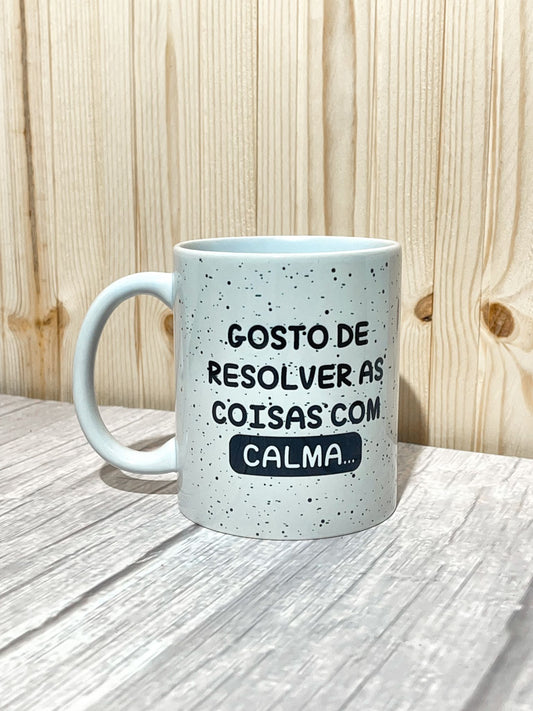 GOSTO DE
RESOLVER AS
COISAS COM
CALMA...